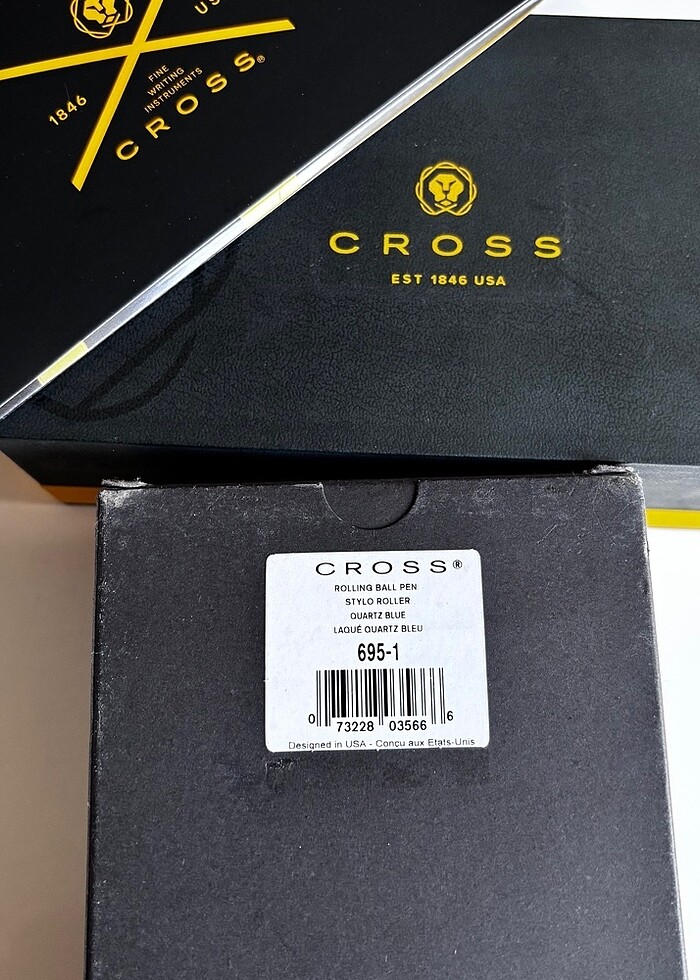 US
1846
FINE
WRITING
INSTRUMENTS
CROSS®
CROSS
EST 1846 USA
CROSS®
ROLLING BALL PEN
STYLO ROLLER
QUARTZ BLUE
LAQUÉ QUARTZ BLEU
695-1
0 73228 03566 6
Designed in USA - Conçu aux Etats-Unis